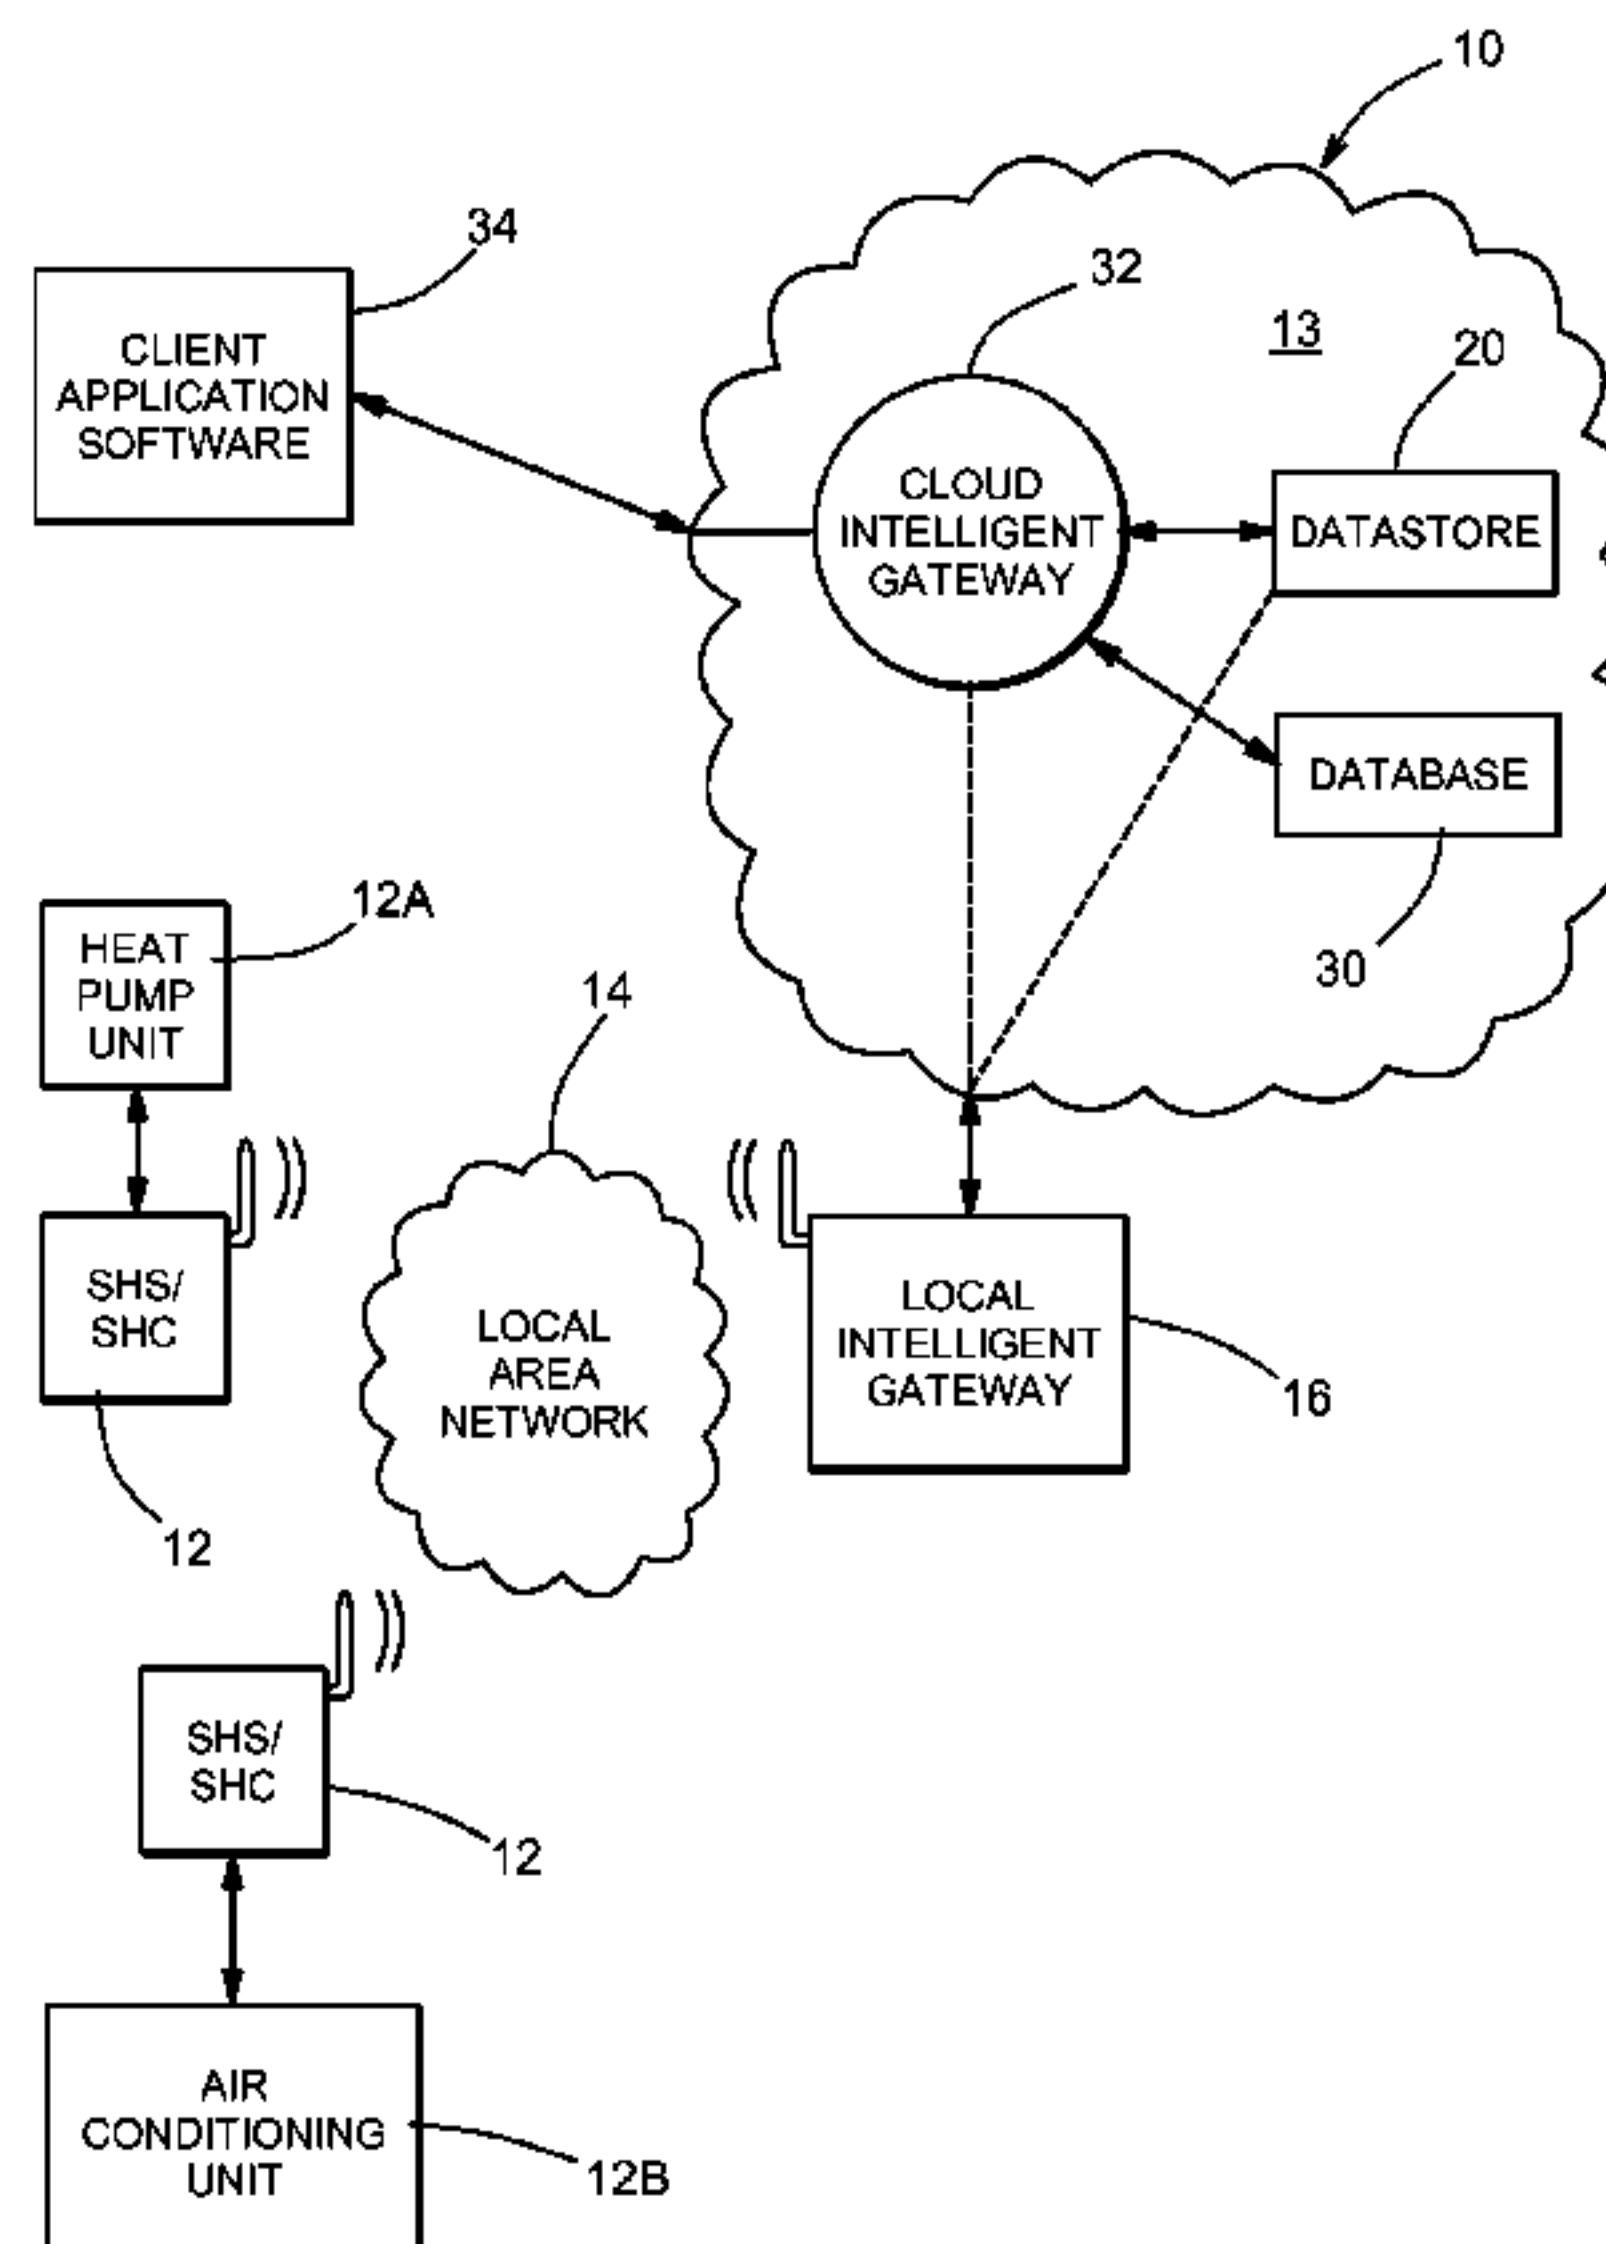 10
34
32
13
20
CLIENT
APPLICATION
SOFTWARE
CLOUD
INTELLIGENT
GATEWAY
DATASTORE
DATABASE
30
12A
HEAT
PUMP
UNIT
14
SHS/
SHC
LOCAL
AREA
NETWORK
LOCAL
INTELLIGENT
GATEWAY
16
12
SHS/
SHC
12
AIR
CONDITIONING
UNIT
12B